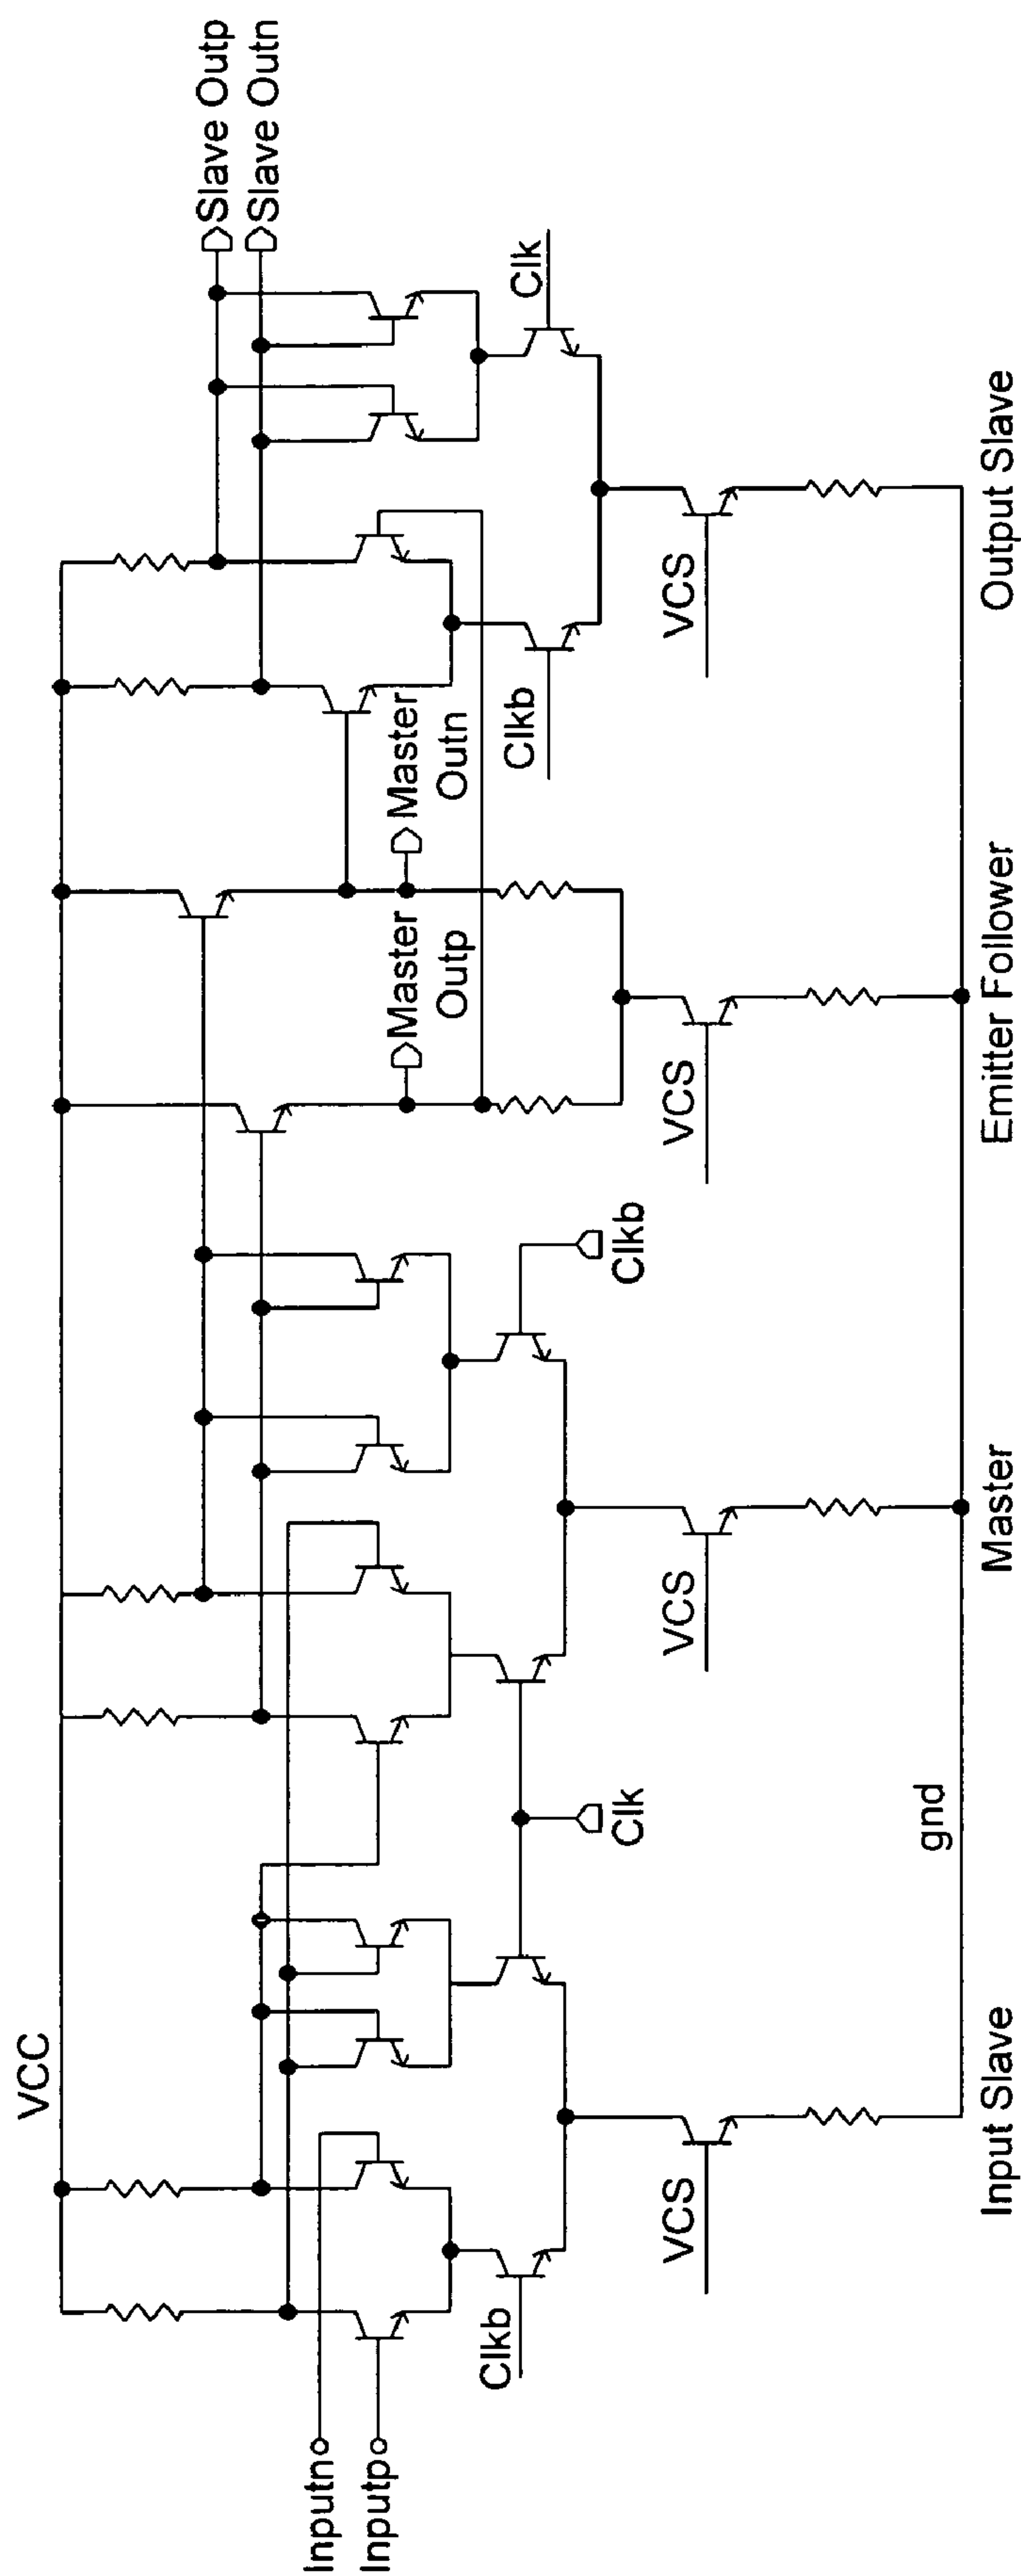 VCC
Inputn
Inputp
Clkb
VCS
Input Slave
Clk
gnd
VCS
Master
Clkb
Master
Outp
VCS
Emitter Follower
Master
Outn
Clkb
VCS
Output Slave
Clk
Slave Outp
Slave Outn